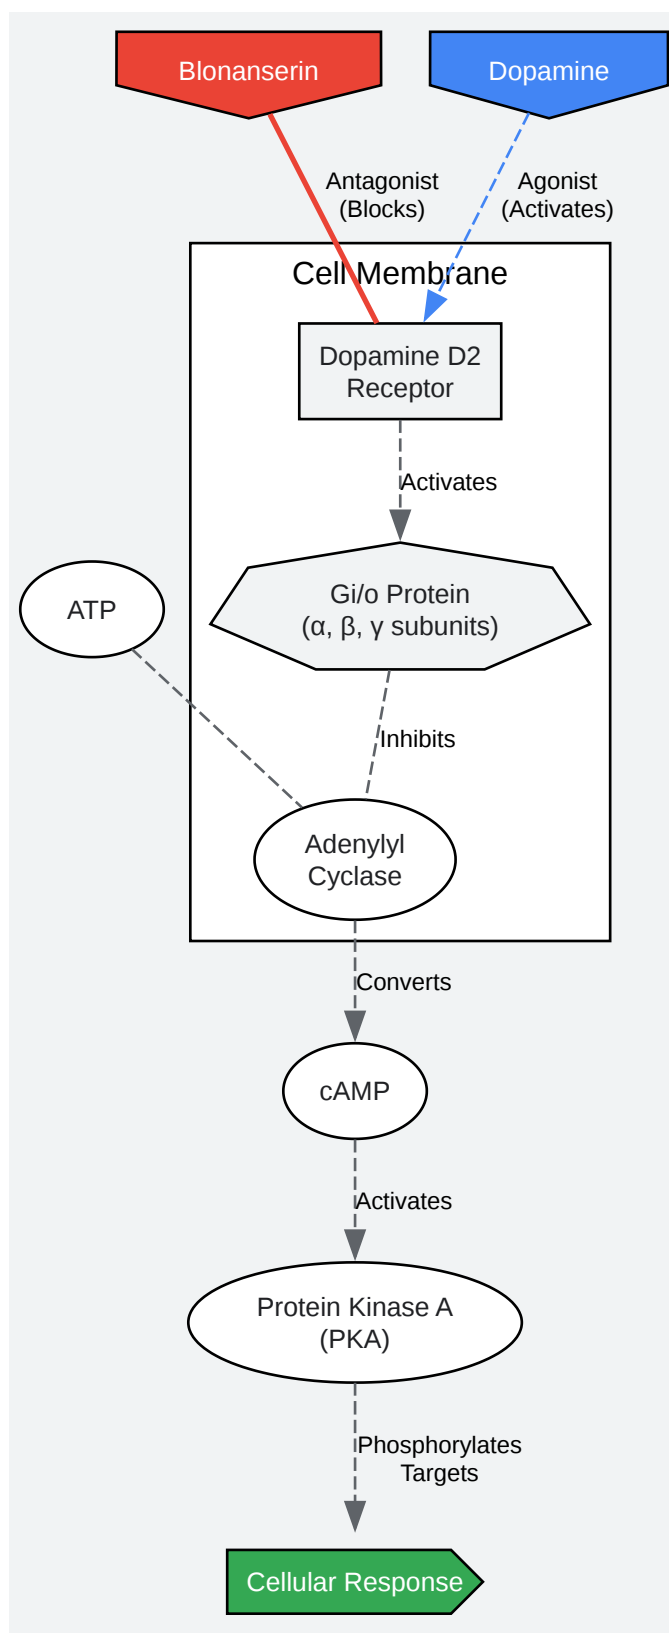 Blonanserin
Dopamine
Antagonist
(Blocks)
Agonist
(Activates)
Cell Membrane
Dopamine D2
Receptor
Activates
Gi/o Protein
(α, β, γ subunits)
ATP
Inhibits
Adenylyl
Cyclase
Converts
cAMP
Activates
Protein Kinase A
(PKA)
Phosphorylates
Targets
Cellular Response